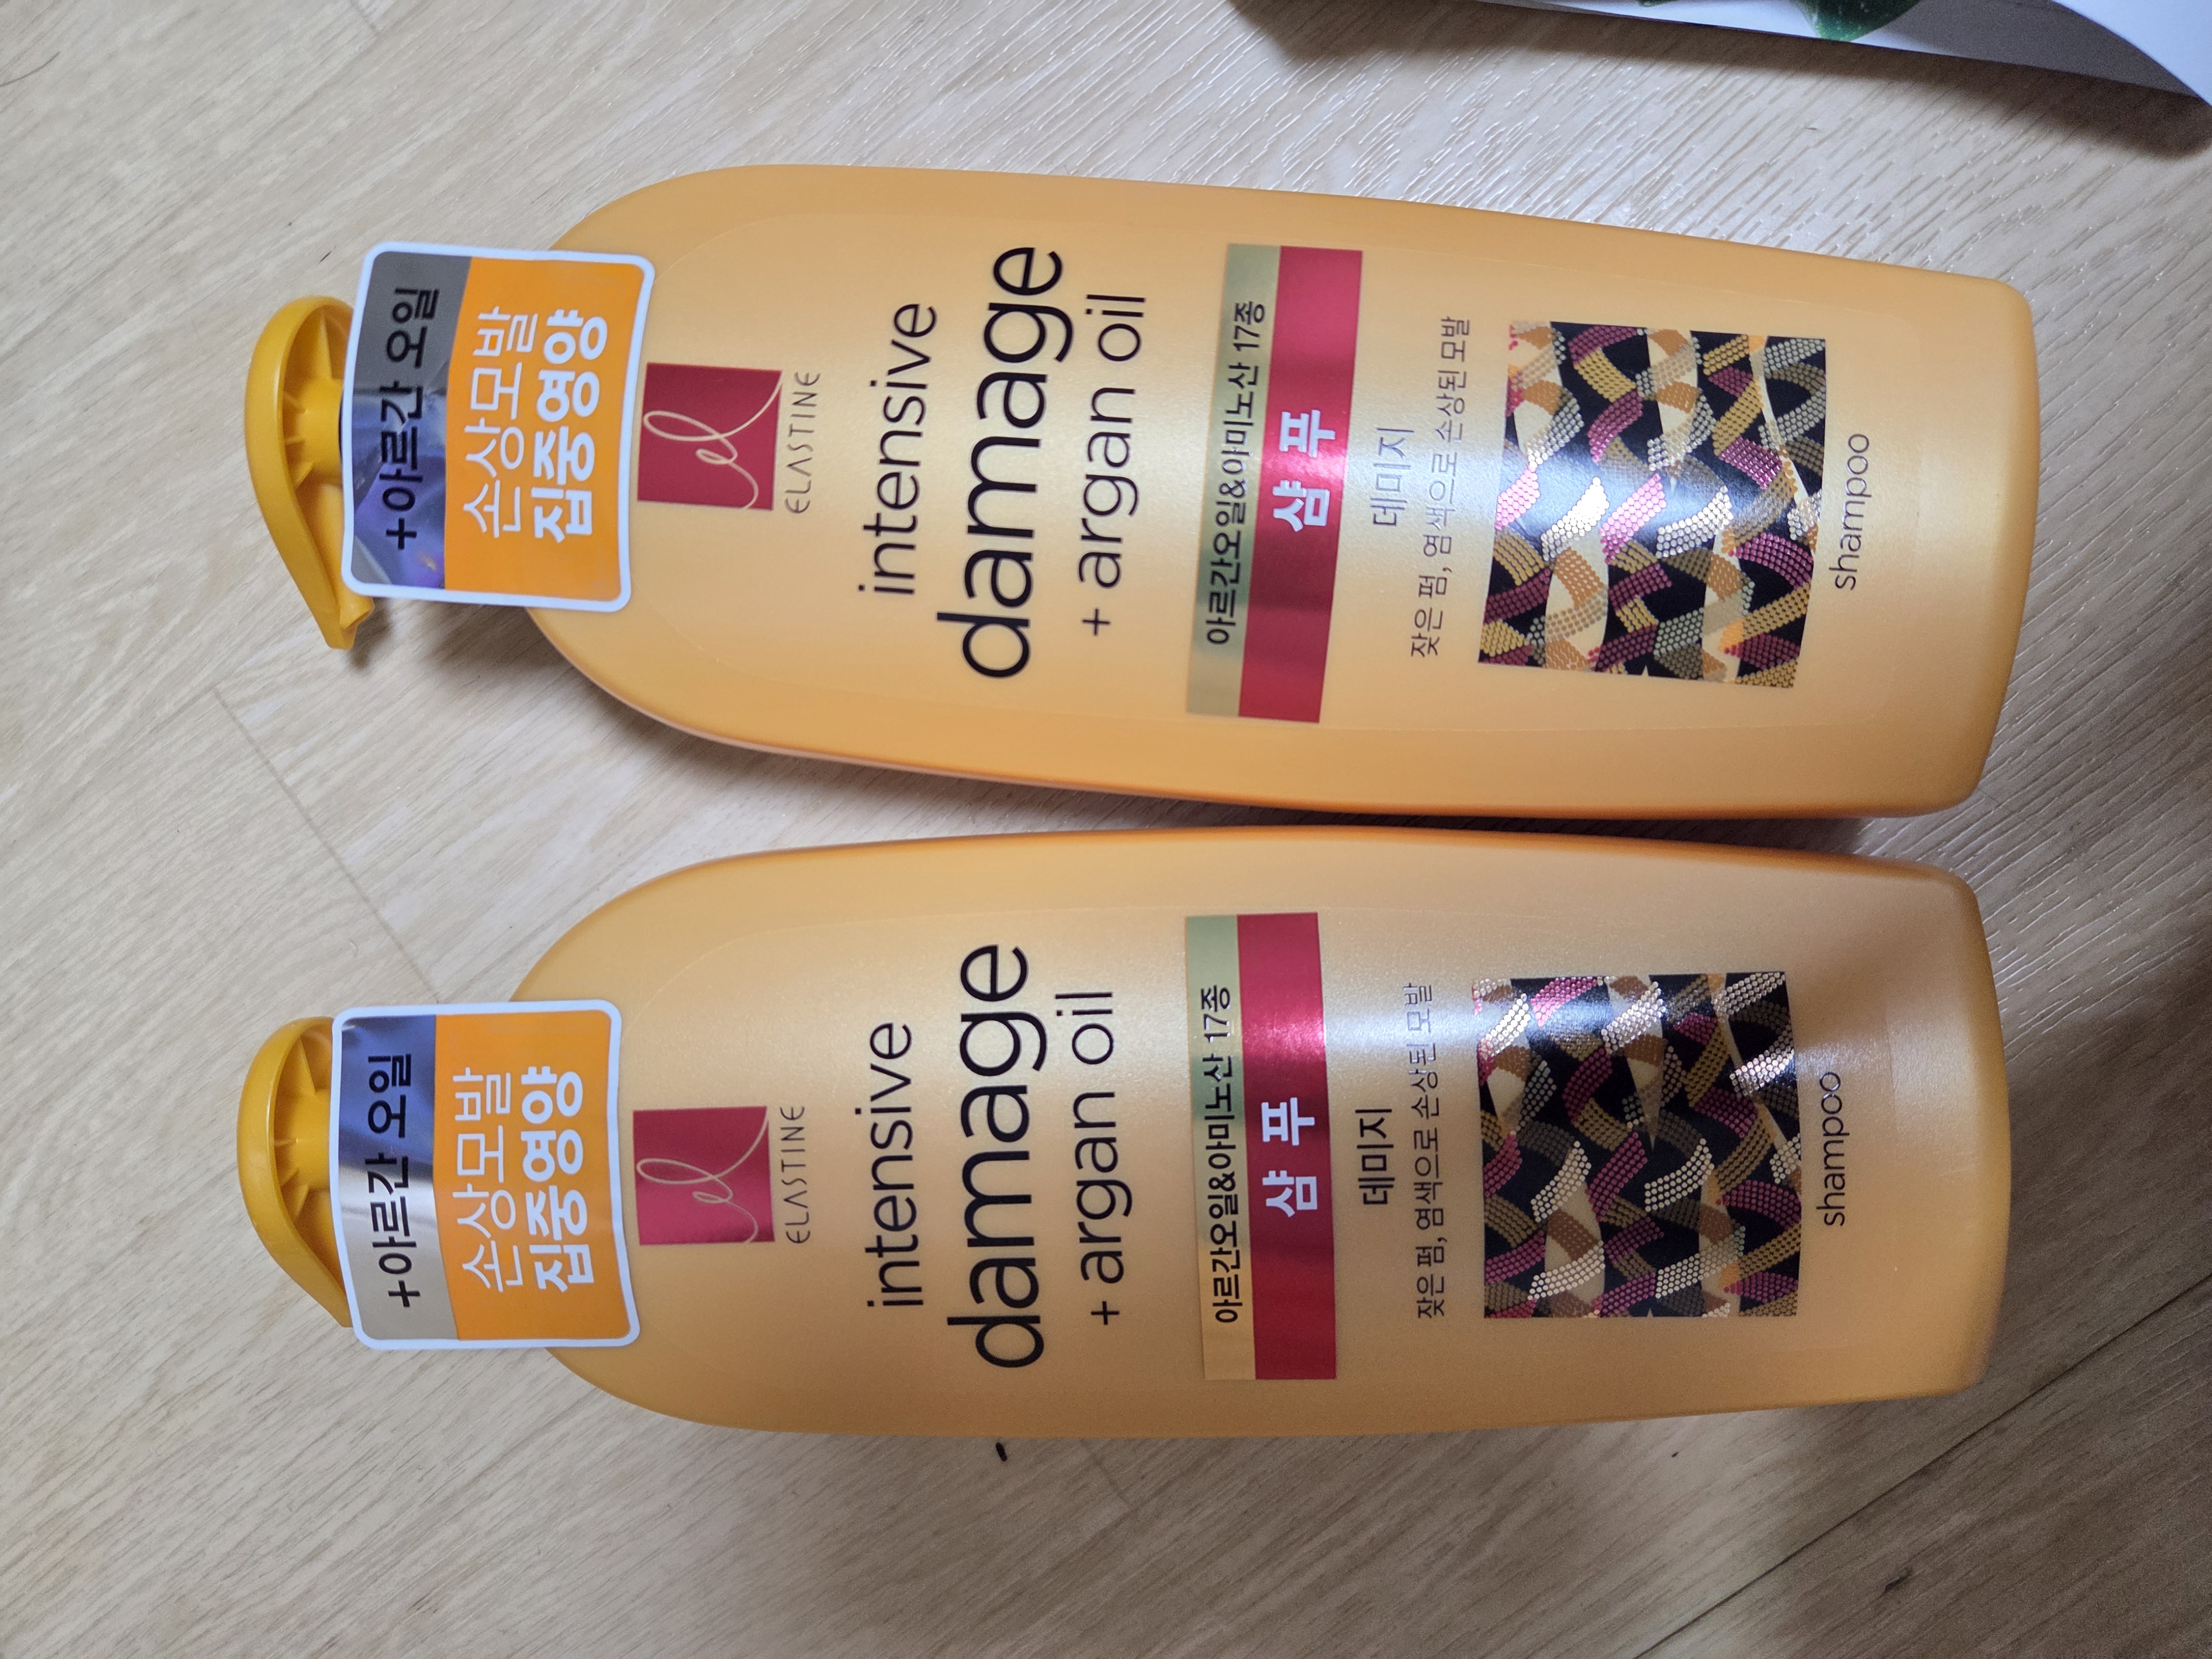 +아르간 오일
손상모발
집중영양
ELASTINE
intensive
damage
+ argan oil
아르간오일&아미노산 17종
샴푸
데미지
잦은 펌, 염색으로 손상된 모발
shampoo
+아르간 오일
손상모발
집중영양
ELASTINE
intensive
damage
+ argan oil
아르간오일&아미노산 17종
샴푸
데미지
잦은 펌, 염색으로 손상된 모발
shampoo